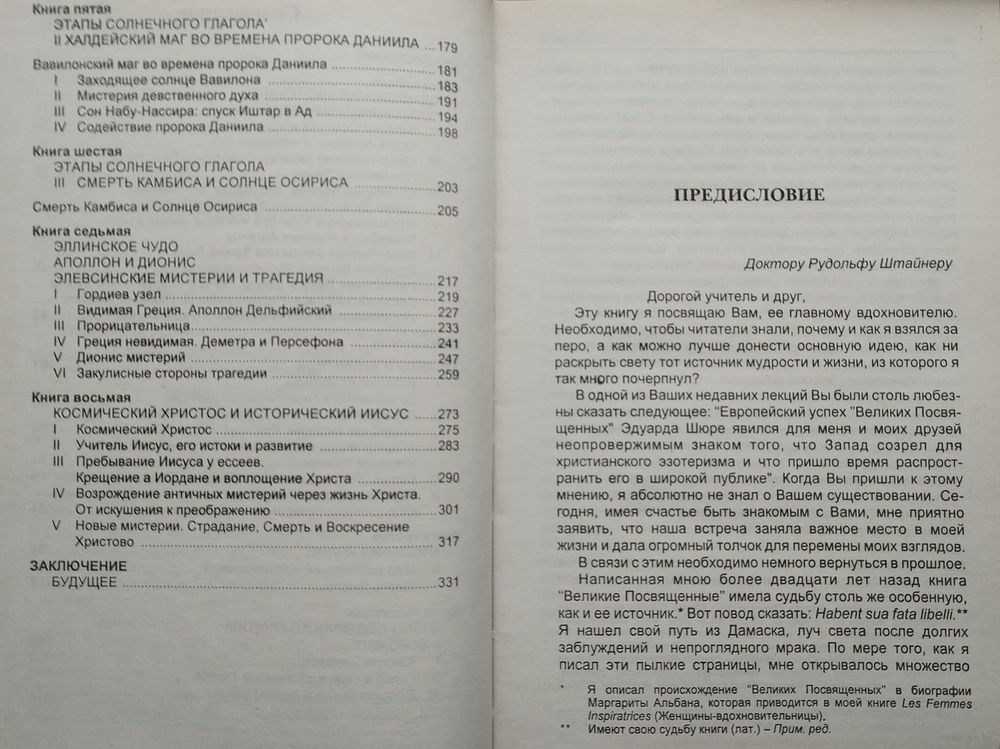 Книга пятая
ЭТАПЫ СОЛНЕЧНОГО ГЛАГОЛА
II ХАЛДЕЙСКИЙ МАГ ВО ВРЕМЕНА ПРОРОКА ДАНИИЛА ...179
Вавилонский маг во времена пророка Даниила ...181
I Заходящее солнце Вавилона ...183
II Мистерия девственного духа ...191
III Сон Набу-Нассира: спуск Иштар в Ад ...194
IV Содействие пророка Даниила ...198
Книга шестая
ЭТАПЫ СОЛНЕЧНОГО ГЛАГОЛА
III СМЕРТЬ КАМБИСА И СОЛНЦЕ ОСИРИСА ...203
Смерть Камбиса и Солнце Осириса ...205
Книга седьмая
ЭЛЛИНСКОЕ ЧУДО
АПОЛЛОН И ДИОНИС
ЭЛЕВСИНСКИЕ МИСТЕРИИ И ТРАГЕДИЯ ...217
I Гордиев узел ...219
II Видимая Греция. Аполлон Дельфийский ...227
III Прорицательница ...233
IV Греция невидимая. Деметра и Персефона ...241
V Дионис мистерий ...247
VI Закулисные стороны трагедии ...259
Книга восьмая
КОСМИЧЕСКИЙ ХРИСТОС И ИСТОРИЧЕСКИЙ ИИСУС ...273
I Космический Христос ...275
II Учитель Иисус, его истоки и развитие ...283
III Пребывание Иисуса у ессеев.
Крещение а Иордане и воплощение Христа ...290
IV Возрождение античных мистерий через жизнь Христа.
От искушения к преображению ...301
V Новые мистерии. Страдание, Смерть и Воскресение
Христово ...317
ЗАКЛЮЧЕНИЕ
БУДУЩЕЕ ...331
ПРЕДИСЛОВИЕ
Доктору Рудольфу Штайнеру
Дорогой учитель и друг,
Эту книгу я посвящаю Вам, ее главному вдохновителю.
Необходимо, чтобы читатели знали, почему и как я взялся за
перо, а как можно лучше донести основную идею, как ни
раскрыть свету тот источник мудрости и жизни, из которого я
так много почерпнул?
В одной из Ваших недавних лекций Вы были столь любез-
ны сказать следующее: "Европейский успех "Великих Посвя-
щенных" Эдуарда Шюре явился для меня и моих друзей
неопровержимым знаком того, что Запад созрел для
христианского эзотеризма и что пришло время распрост-
ранить его в широкой публике". Когда Вы пришли к этому
мнению, я абсолютно не знал о Вашем существовании. Се-
годня, имея счастье быть знакомым с Вами, мне приятно
заявить, что наша встреча заняла важное место в моей
жизни и дала огромный толчок для перемены моих взглядов.
В связи с этим необходимо немного вернуться в прошлое.
Написанная мною более двадцати лет назад книга
"Великие Посвященные" имела судьбу столь же особенную,
как и ее источник.* Вот повод сказать: Habent sua fata libelli.**
Я нашел свой путь из Дамаска, луч света после долгих
заблуждений и непроглядного мрака. По мере того, как я
писал эти пылкие страницы, мне открывалось множество
* Я описал происхождение "Великих Посвященных" в биографии
Маргариты Альбана, которая приводится в моей книге Les Femmes
Inspiratrices (Женщины-вдохновительницы).
** Имеют свою судьбу книги (лат.) – Прим. ред.